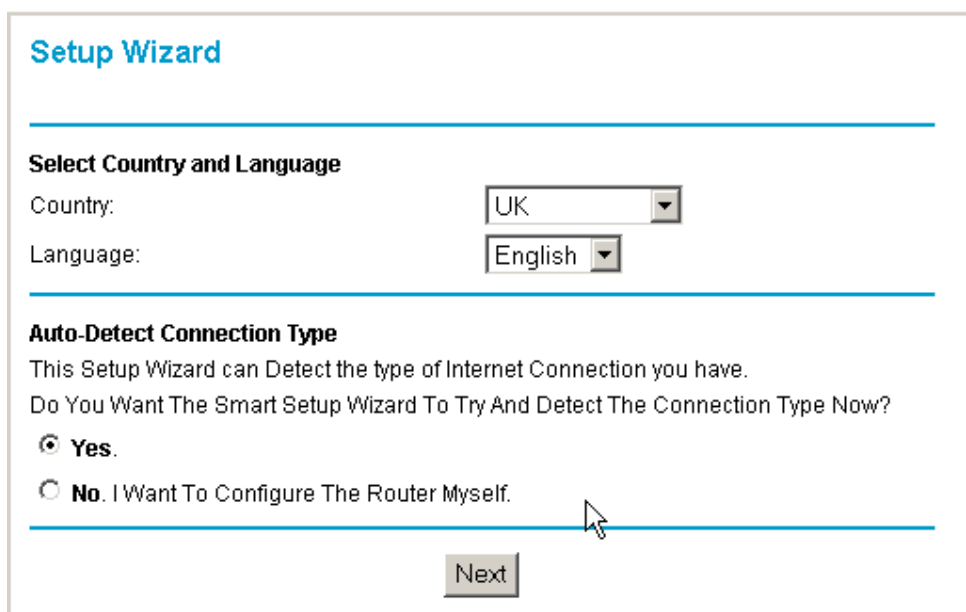 Setup Wizard
Select Country and Language
Country: UK
Language: English
Auto-Detect Connection Type
This Setup Wizard can Detect the type of Internet Connection you have.
Do You Want The Smart Setup Wizard To Try And Detect The Connection Type Now?
Yes.
No. I Want To Configure The Router Myself.
Next